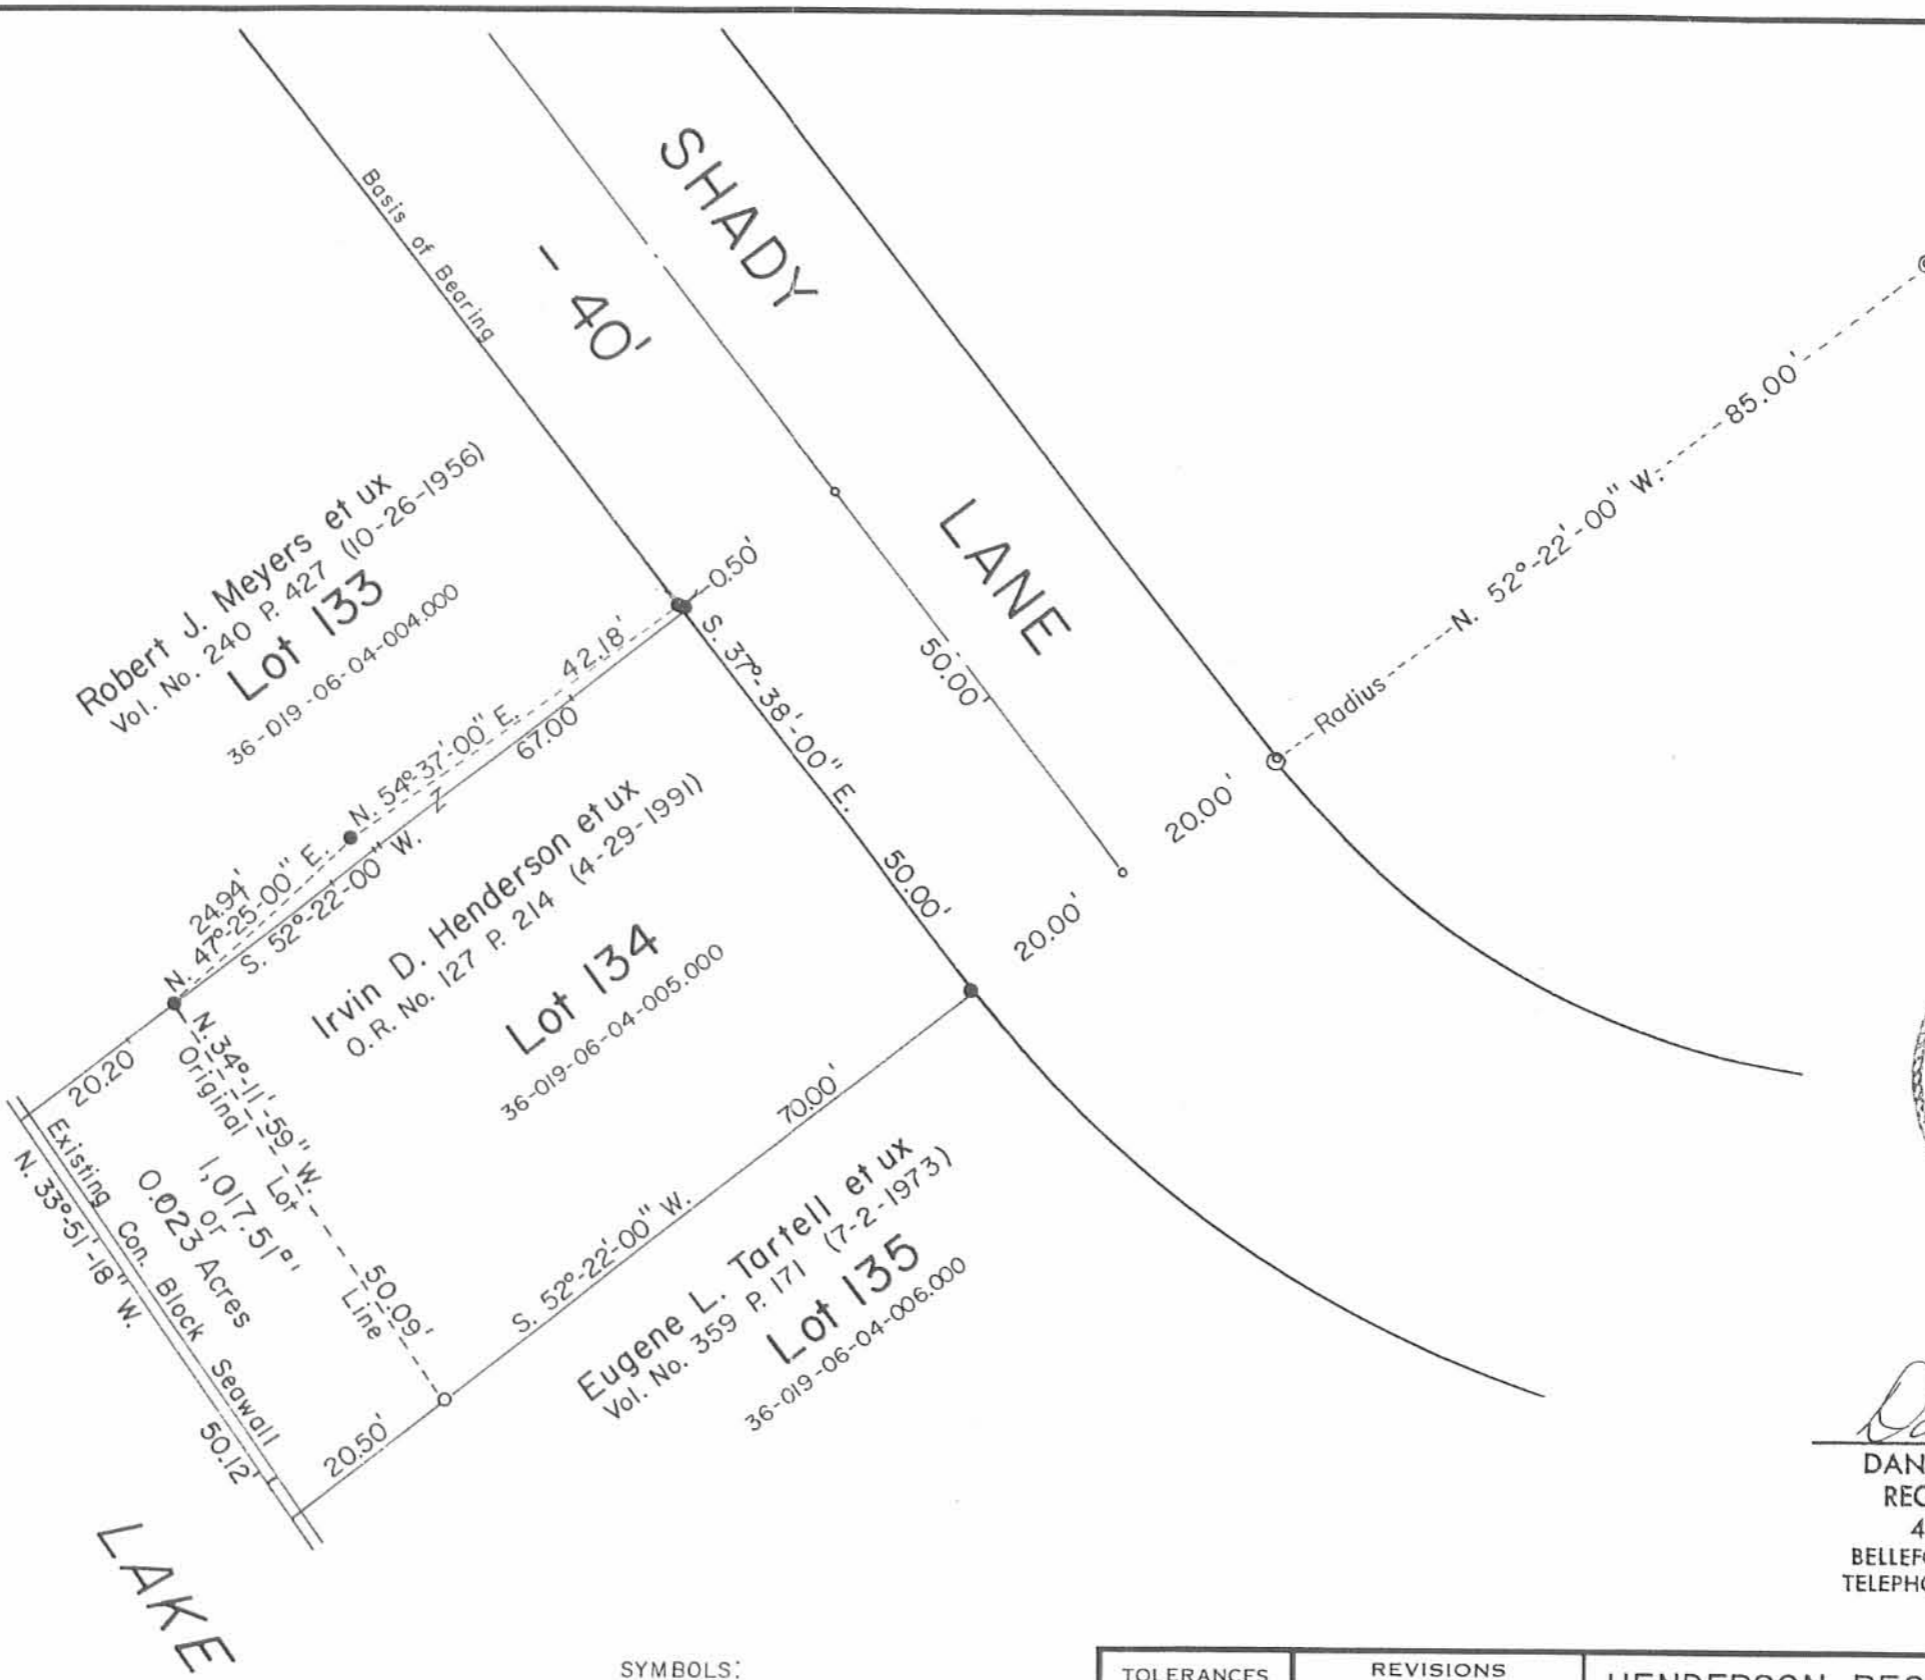 SHADY
LANE
- 40'
Basis of Bearing
Robert J. Meyers et ux
Vol. No. 240 P. 427 (10-26-1956)
Lot 133
36-019-06-04-004.000
0.50'
42.18'
N. 54°-37'-00" E.
67.00'
S. 52°-22'-00" W.
Z
24.94'
N. 47°-25'-00" E.
S. 37°-38'-00" E.
50.00'
50.00'
20.00'
20.00'
Radius
N. 52°-22'-00" W.
85.00'
Irvin D. Henderson et ux
O.R. No. 127 P. 214 (4-29-1991)
Lot 134
36-019-06-04-005.000
N. 34°-11'-59" W.
50.09'
Original Lot Line
20.20'
1,017.51 □'
or
0.023 Acres
Existing Con. Block Seawall
N. 33°-51'-18" W.
50.12'
20.50'
S. 52°-22'-00" W.
70.00'
Eugene L. Tartell et ux
Vol. No. 359 P. 171 (7-2-1973)
Lot 135
36-019-06-04-006.000
LAKE
DAN
REG
4
BELLEF
TELEPH
SYMBOLS:
TOLERANCES
REVISIONS